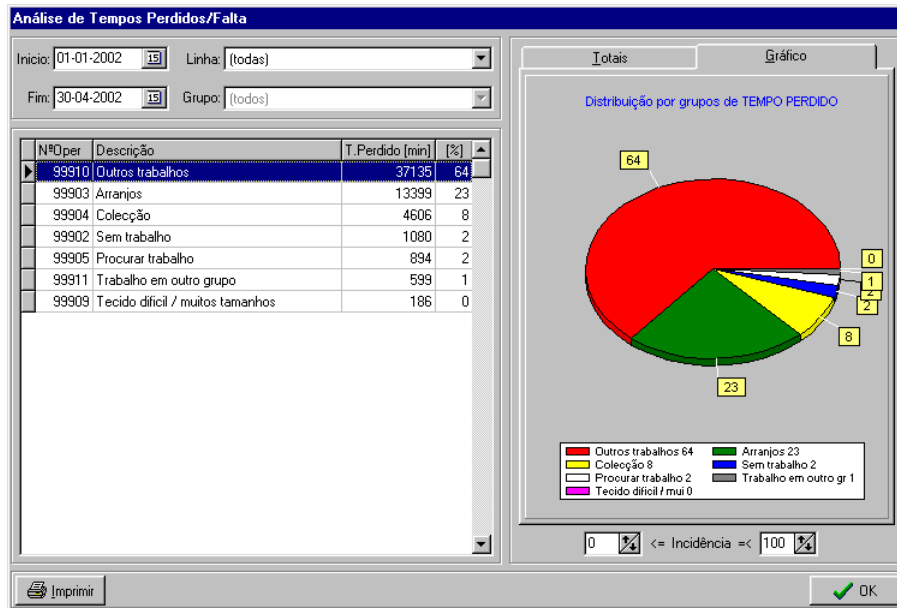 Análise de Tempos Perdidos/Falta
Inicio: 01-01-2002 15 Linha: (todas)
Fim: 30-04-2002 15 Grupo: (todos)
NºOper Descrição T.Perdido [min] [%]
99910 Outros trabalhos 37135 64
99903 Arranjos 13399 23
99904 Colecção 4606 8
99902 Sem trabalho 1080 2
99905 Procurar trabalho 894 2
99911 Trabalho em outro grupo 599 1
99909 Tecido dificil / muitos tamanhos 186 0
Totais Gráfico
Distribuição por grupos de TEMPO PERDIDO
64
0
1
2
2
8
23
Outros trabalhos 64 Arranjos 23
Colecção 8 Sem trabalho 2
Procurar trabalho 2 Trabalho em outro gr 1
Tecido dificil / mui 0
0 <= Incidência =< 100
Imprimir OK